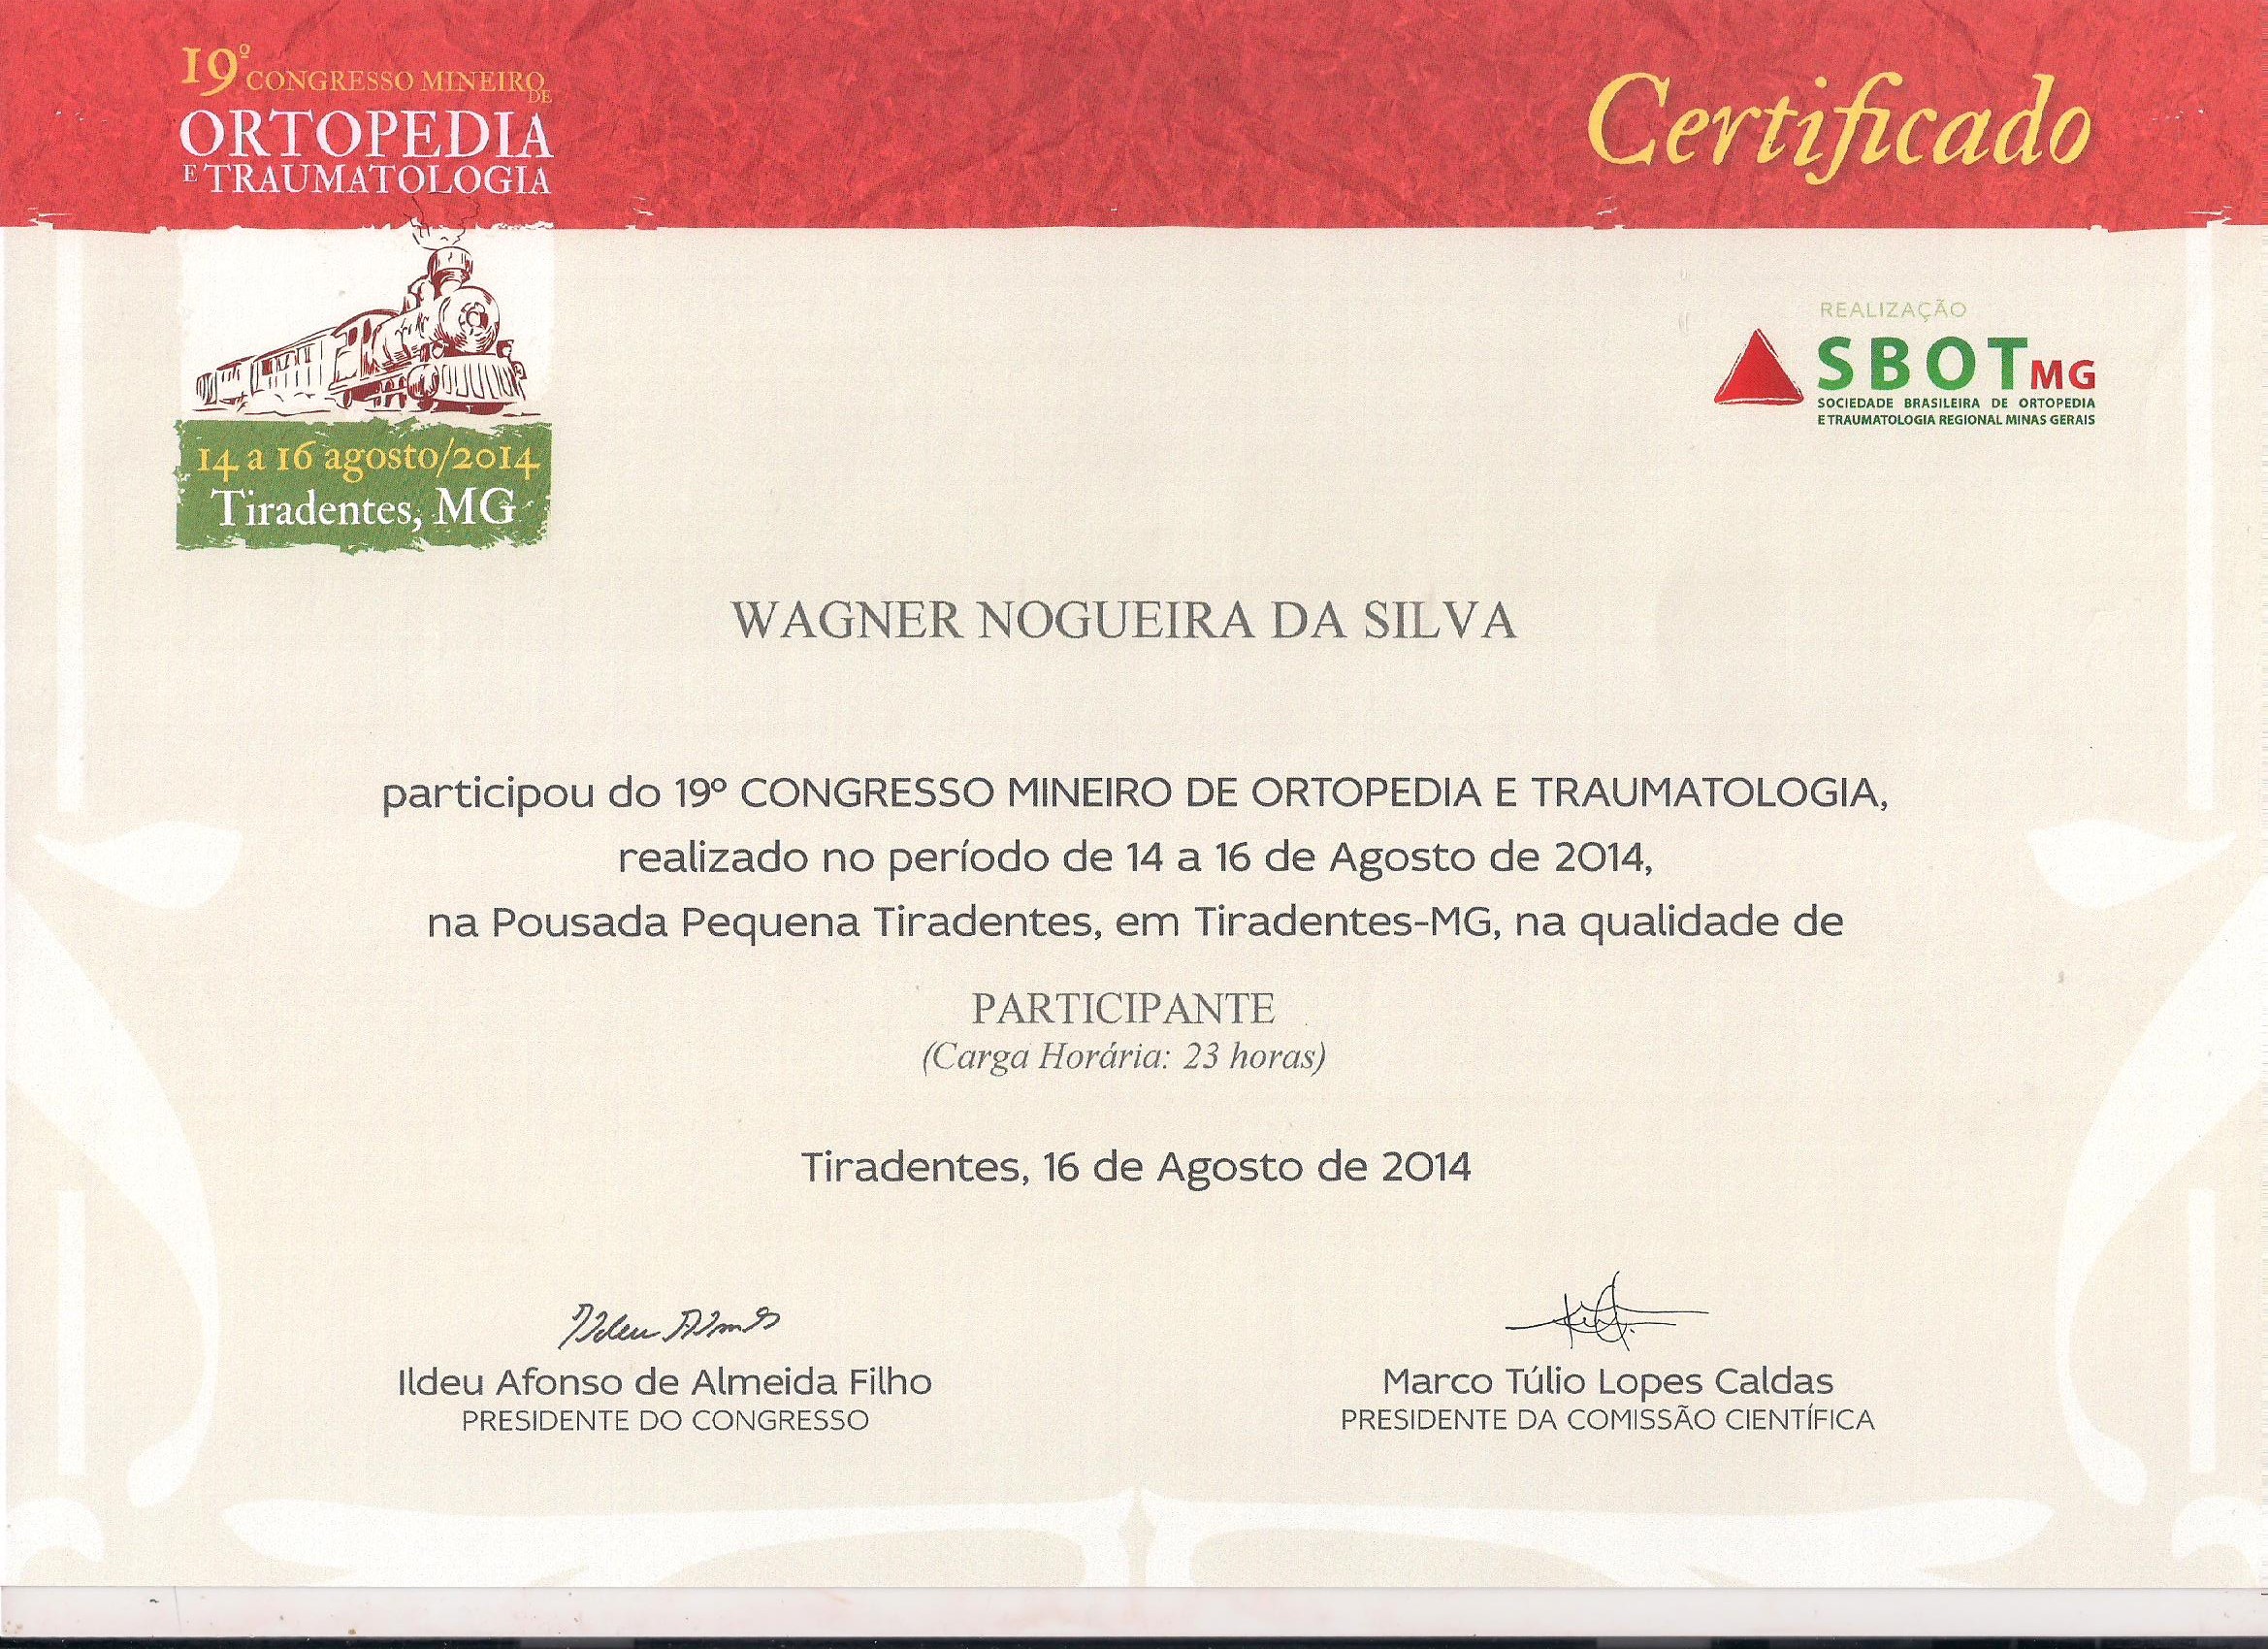 19º CONGRESSO MINEIRO DE
ORTOPEDIA
E TRAUMATOLOGIA
Certificado
14 a 16 agosto/2014
Tiradentes, MG
REALIZAÇÃO
SBOT MG
SOCIEDADE BRASILEIRA DE ORTOPEDIA
E TRAUMATOLOGIA REGIONAL MINAS GERAIS
WAGNER NOGUEIRA DA SILVA
participou do 19º CONGRESSO MINEIRO DE ORTOPEDIA E TRAUMATOLOGIA,
realizado no período de 14 a 16 de Agosto de 2014,
na Pousada Pequena Tiradentes, em Tiradentes-MG, na qualidade de
PARTICIPANTE
(Carga Horária: 23 horas)
Tiradentes, 16 de Agosto de 2014
Ildeu Afonso de Almeida Filho
PRESIDENTE DO CONGRESSO
Marco Túlio Lopes Caldas
PRESIDENTE DA COMISSÃO CIENTÍFICA